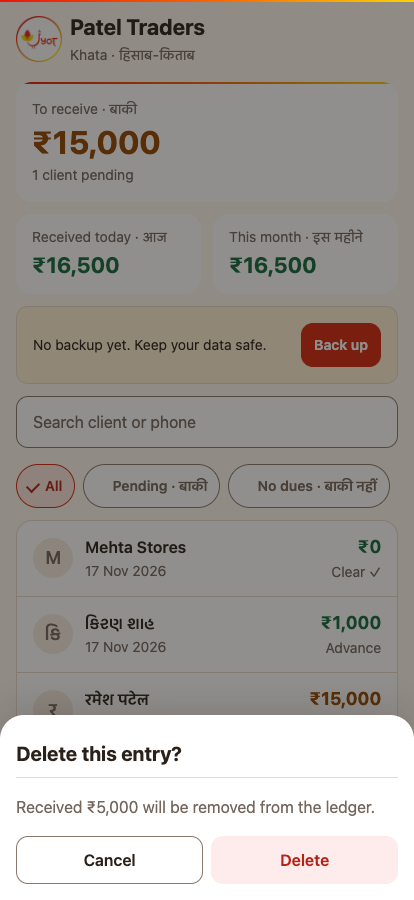 Jyot
Patel Traders
Khata · हिसाब-किताब
To receive · बाकी
₹15,000
1 client pending
Received today · आज
₹16,500
This month · इस महीने
₹16,500
No backup yet. Keep your data safe.
Back up
Search client or phone
All
Pending · बाकी
No dues · बाकी नहीं
M
Mehta Stores
₹0
17 Nov 2026
Clear ✓
કિ
કિરણ શાહ
₹1,000
17 Nov 2026
Advance
र
रमेश पटेल
₹15,000
Delete this entry?
Received ₹5,000 will be removed from the ledger.
Cancel
Delete